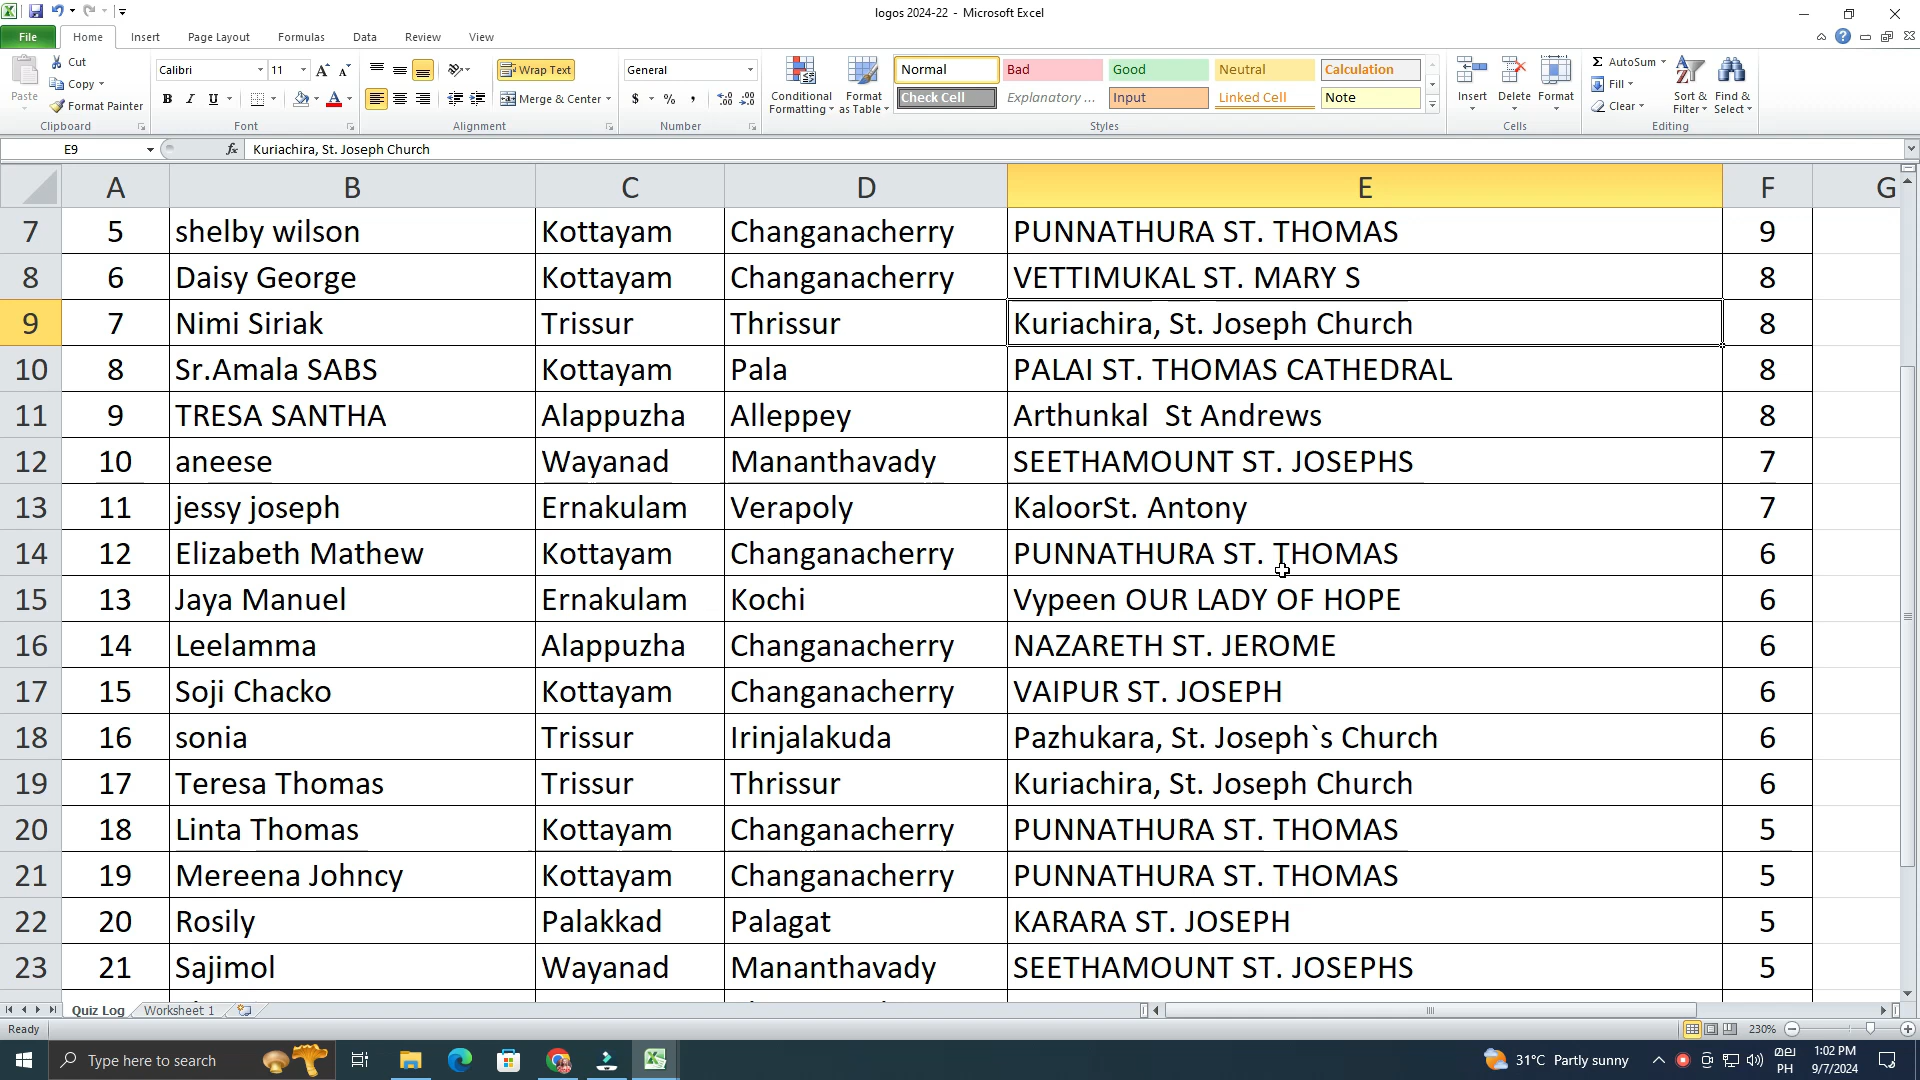 logos 2024-22 - Microsoft Excel
File Home Insert Page Layout Formulas Data Review View
Paste Cut Copy Format Painter Clipboard
Calibri 11 B I U Font
Wrap Text Merge & Center Alignment
General $ % , Number
Conditional Formatting Format as Table
Normal Bad Good Neutral Calculation
Check Cell Explanatory ... Input Linked Cell Note
Styles
Insert Delete Format Cells
AutoSum Fill Clear Sort & Filter Find & Select Editing
E9 fx Kuriachira, St. Joseph Church
A B C D E F G
7 5 shelby wilson Kottayam Changanacherry PUNNATHURA ST. THOMAS 9
8 6 Daisy George Kottayam Changanacherry VETTIMUKAL ST. MARY S 8
9 7 Nimi Siriak Trissur Thrissur Kuriachira, St. Joseph Church 8
10 8 Sr.Amala SABS Kottayam Pala PALAI ST. THOMAS CATHEDRAL 8
11 9 TRESA SANTHA Alappuzha Alleppey Arthunkal St Andrews 8
12 10 aneese Wayanad Mananthavady SEETHAMOUNT ST. JOSEPHS 7
13 11 jessy joseph Ernakulam Verapoly KaloorSt. Antony 7
14 12 Elizabeth Mathew Kottayam Changanacherry PUNNATHURA ST. THOMAS 6
15 13 Jaya Manuel Ernakulam Kochi Vypeen OUR LADY OF HOPE 6
16 14 Leelamma Alappuzha Changanacherry NAZARETH ST. JEROME 6
17 15 Soji Chacko Kottayam Changanacherry VAIPUR ST. JOSEPH 6
18 16 sonia Trissur Irinjalakuda Pazhukara, St. Joseph`s Church 6
19 17 Teresa Thomas Trissur Thrissur Kuriachira, St. Joseph Church 6
20 18 Linta Thomas Kottayam Changanacherry PUNNATHURA ST. THOMAS 5
21 19 Mereena Johncy Kottayam Changanacherry PUNNATHURA ST. THOMAS 5
22 20 Rosily Palakkad Palagat KARARA ST. JOSEPH 5
23 21 Sajimol Wayanad Mananthavady SEETHAMOUNT ST. JOSEPHS 5
Quiz Log Worksheet 1
Ready 230%
Type here to search 31°C Partly sunny മല PH 1:02 PM 9/7/2024